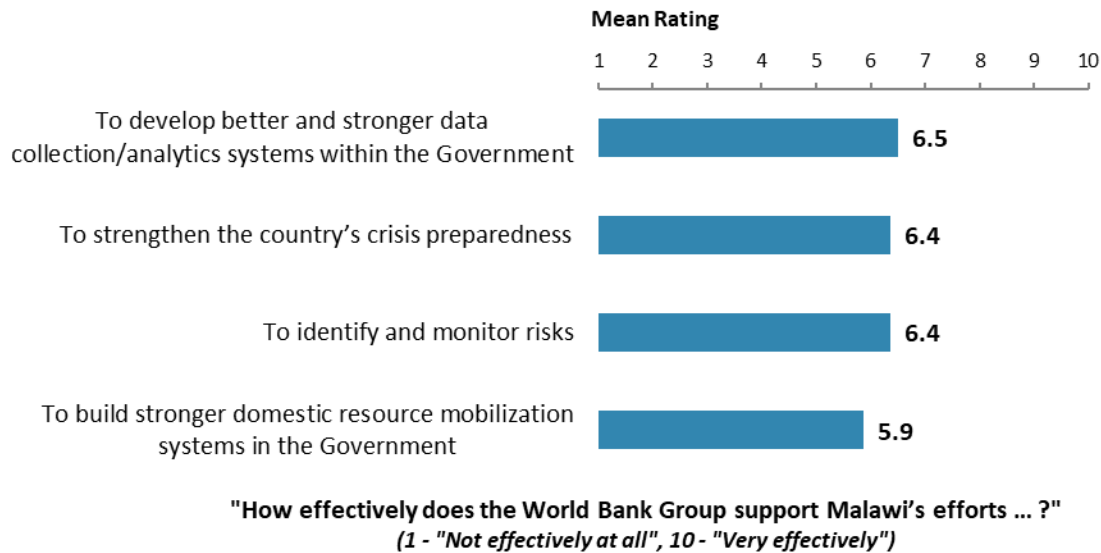 Mean Rating
1 2 3 4 5 6 7 8 9 10
To develop better and stronger data
collection/analytics systems within the Government
6.5
To strengthen the country’s crisis preparedness
6.4
To identify and monitor risks
6.4
To build stronger domestic resource mobilization
systems in the Government
5.9
"How effectively does the World Bank Group support Malawi’s efforts ... ?"
(1 - "Not effectively at all", 10 - "Very effectively")